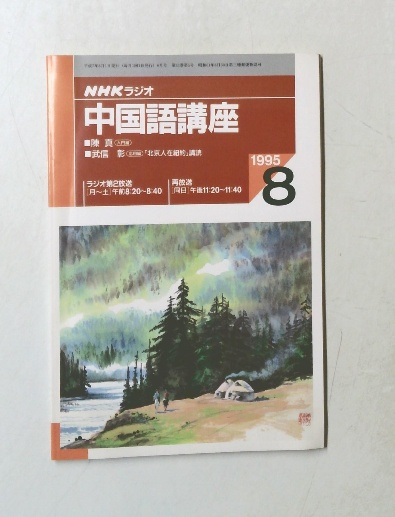 NHKラジオ
中国語講座
■陳 真 入門編
■武信 彰 応用編 「北京人在紐約」講読
1995
8
ラジオ第2放送
[月〜土]午前8:20〜8:40
再放送
[同日]午後11:20〜11:40